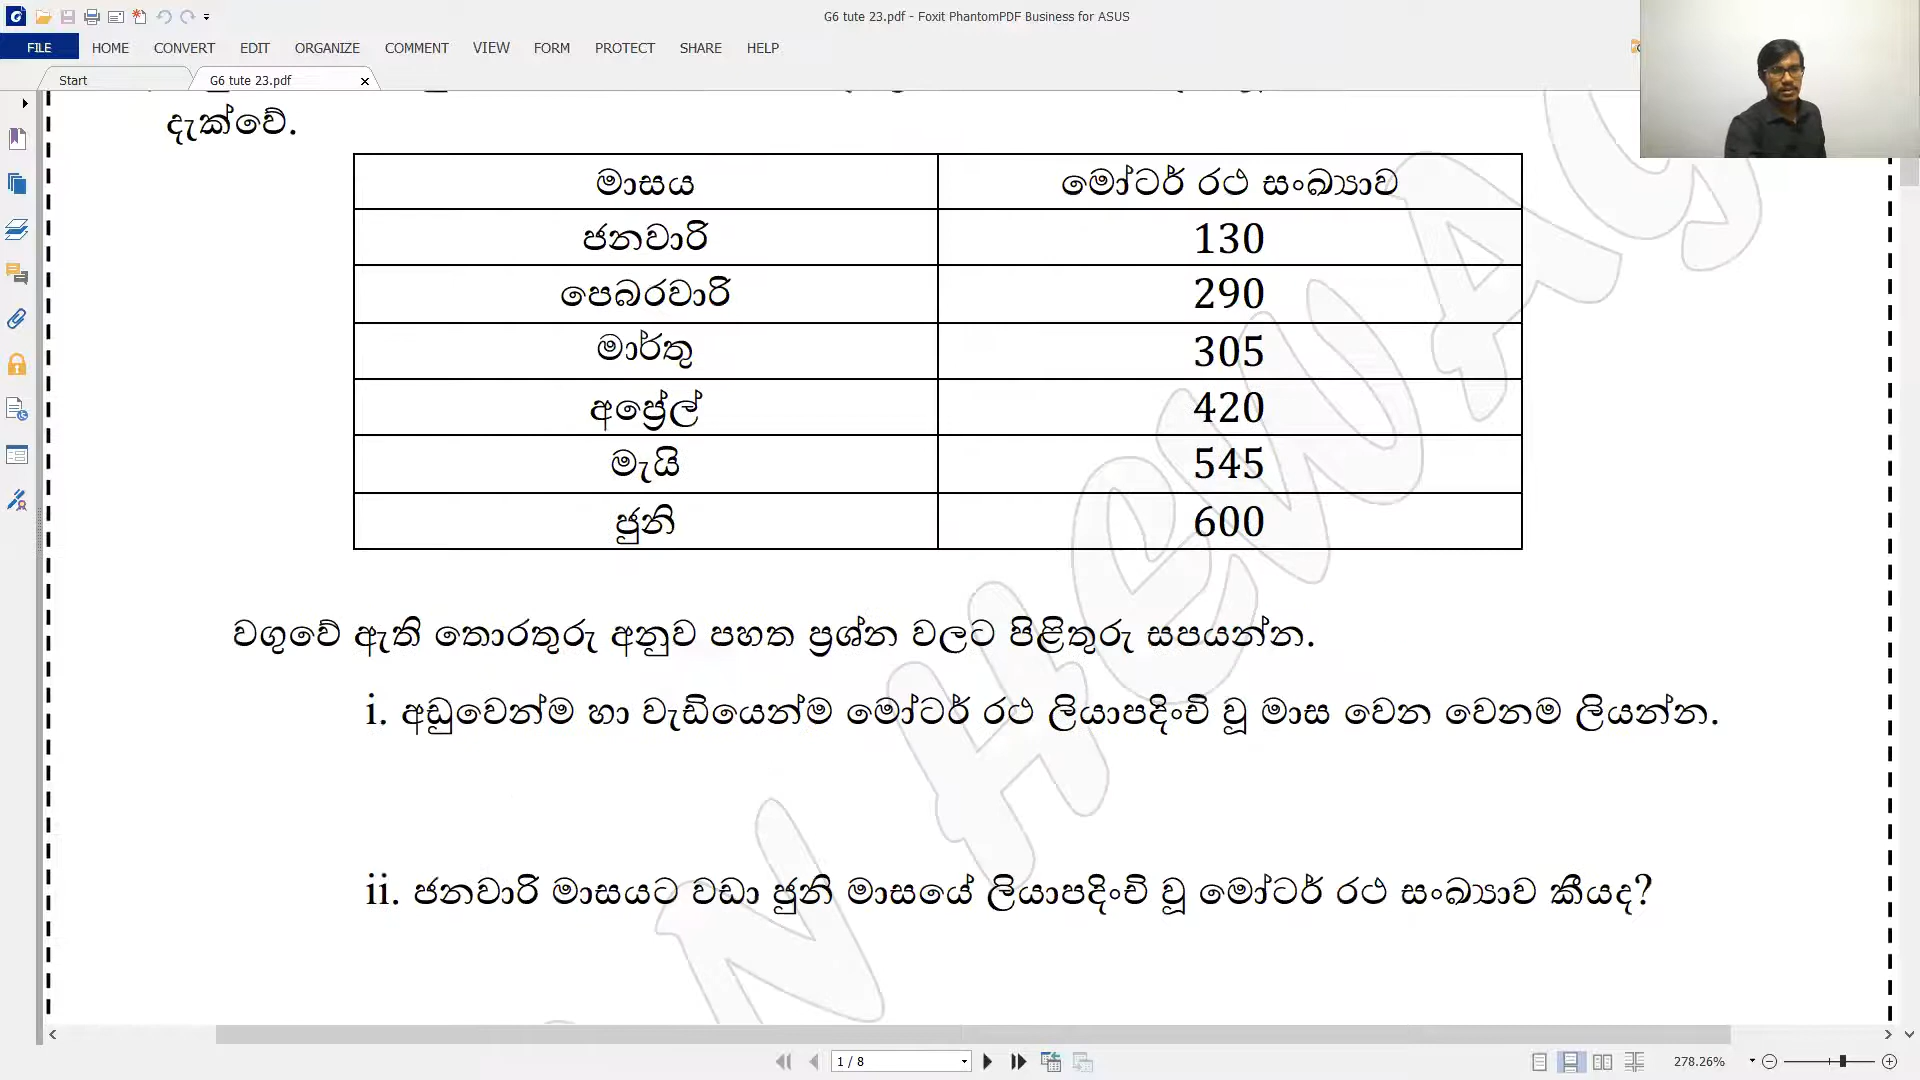 G6 tute 23.pdf - Foxit PhantomPDF Business for ASUS
FILE HOME CONVERT EDIT ORGANIZE COMMENT VIEW FORM PROTECT SHARE HELP
Start G6 tute 23.pdf
දැක්වේ.
මාසය මෝටර් රථ සංඛ්‍යාව
ජනවාරි 130
පෙබරවාරි 290
මාර්තු 305
අප්‍රේල් 420
මැයි 545
ජුනි 600
වගුවේ ඇති තොරතුරු අනුව පහත ප්‍රශ්න වලට පිළිතුරු සපයන්න.
i. අඩුවෙන්ම හා වැඩියෙන්ම මෝටර් රථ ලියාපදිංචි වූ මාස වෙන වෙනම ලියන්න.
ii. ජනවාරි මාසයට වඩා ජුනි මාසයේ ලියාපදිංචි වූ මෝටර් රථ සංඛ්‍යාව කීයද?
1 / 8
278.26%